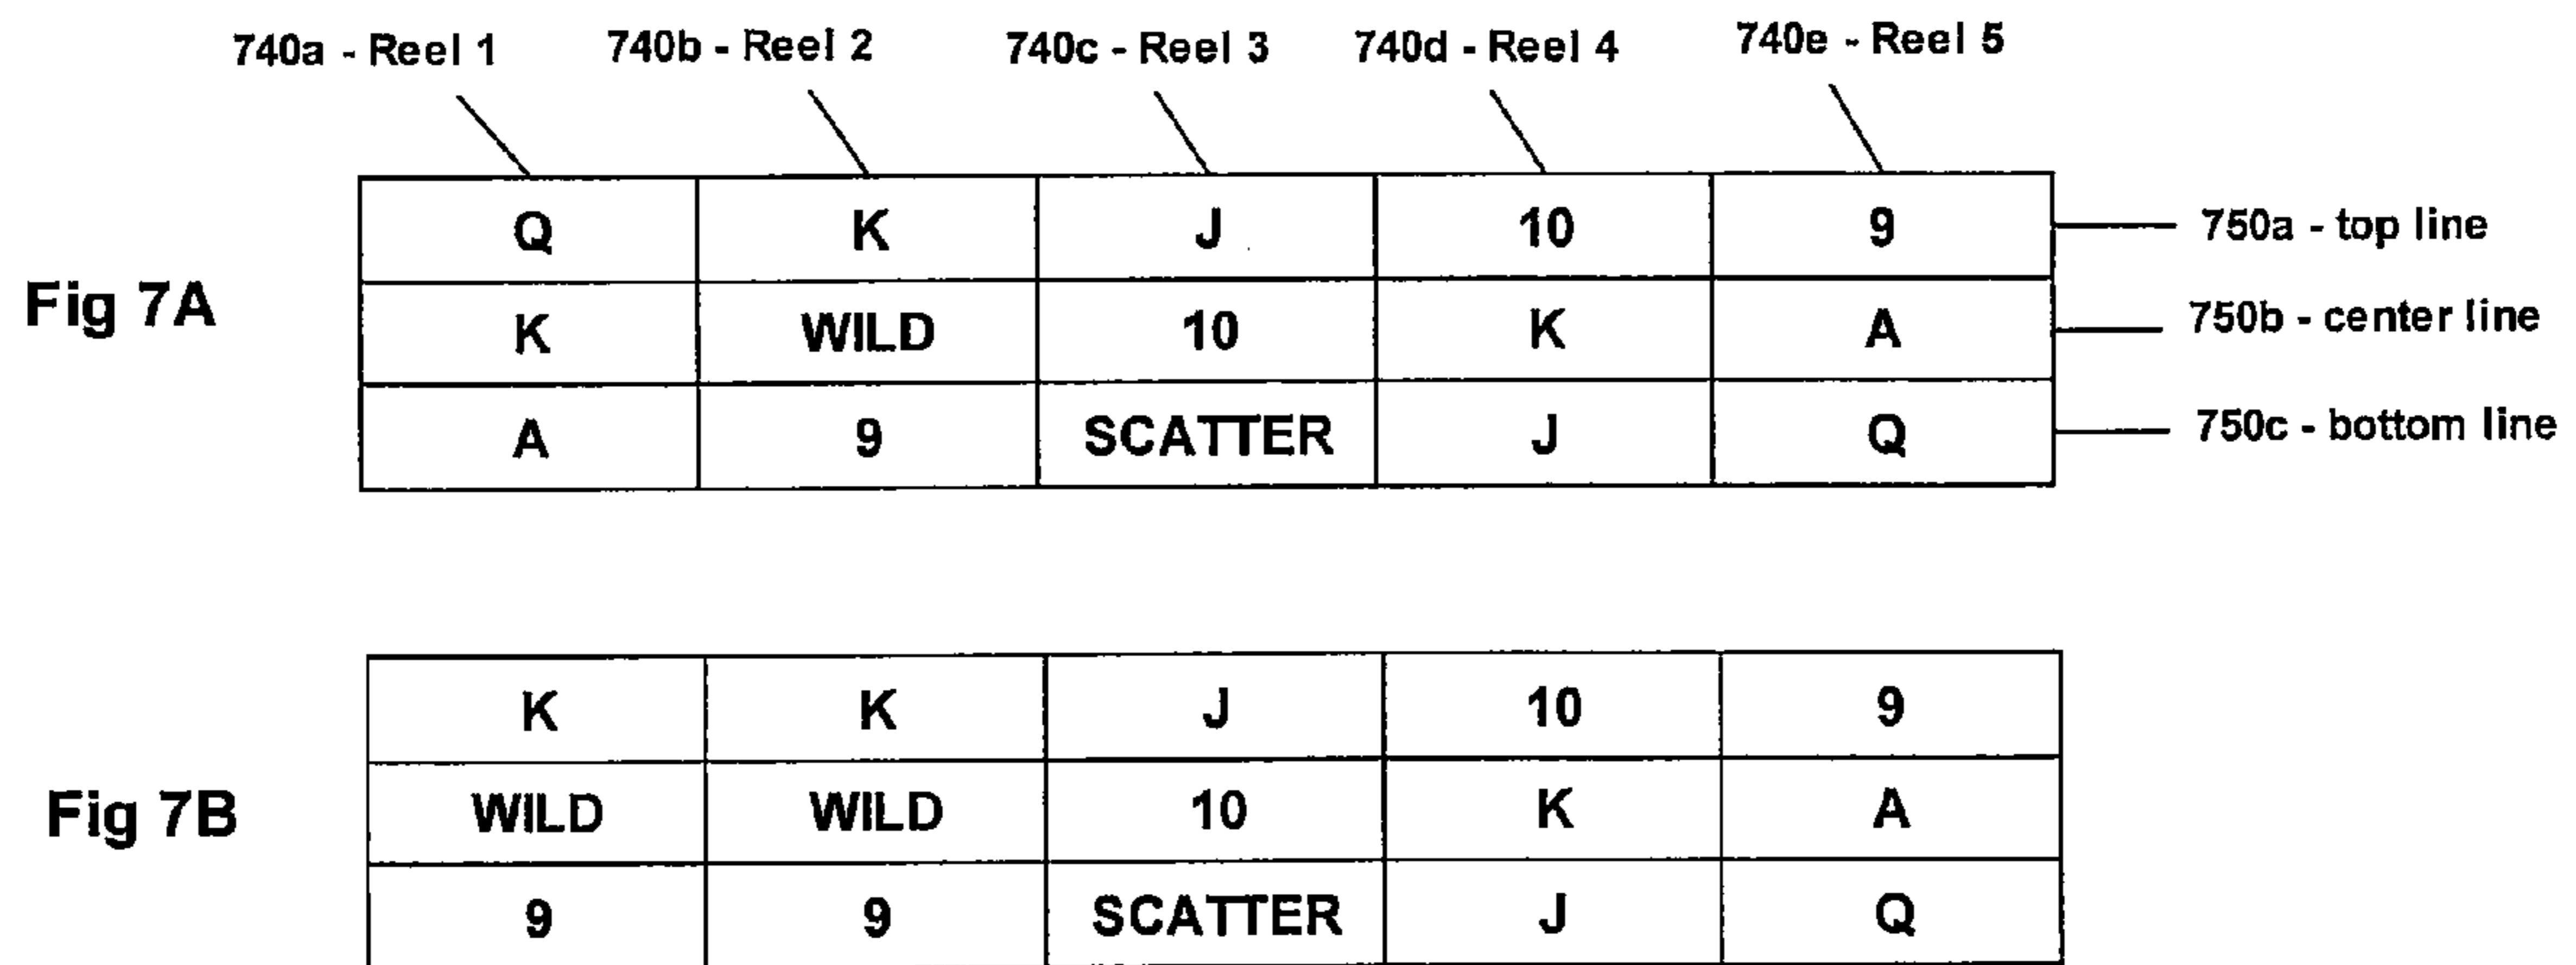 740a - Reel 1 740b - Reel 2 740c - Reel 3 740d - Reel 4 740e - Reel 5
Q K J 10 9 750a - top line
Fig 7A K WILD 10 K A 750b - center line
A 9 SCATTER J Q 750c - bottom line
K K J 10 9
Fig 7B WILD WILD 10 K A
9 9 SCATTER J Q